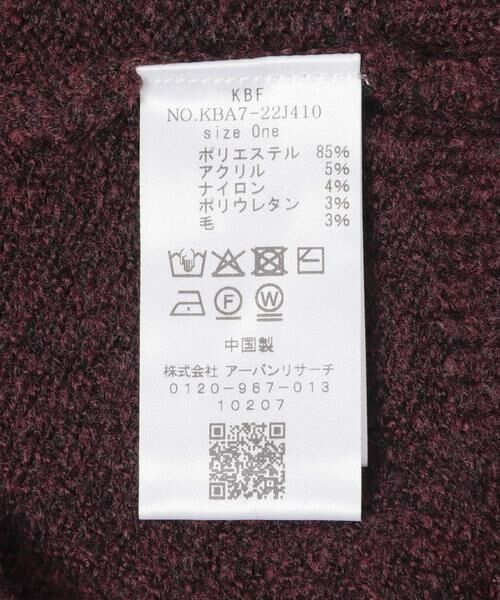 KBF
NO.KBA7-22J410
size One
ポリエステル 85%
アクリル 5%
ナイロン 4%
ポリウレタン 3%
毛 3%
F W
中国製
株式会社 アーバンリサーチ
0120-967-013
10207